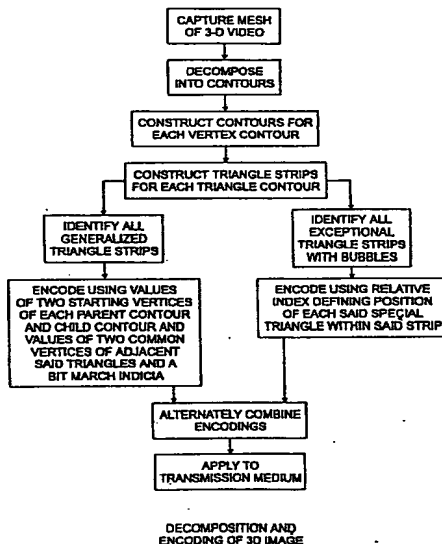 CAPTURE MESH
OF 3-D VIDEO
DECOMPOSE
INTO CONTOURS
CONSTRUCT CONTOURS FOR
EACH VERTEX CONTOUR
CONSTRUCT TRIANGLE STRIPS
FOR EACH TRIANGLE CONTOUR
IDENTIFY ALL
GENERALIZED
TRIANGLE STRIPS
IDENTIFY ALL
EXCEPTIONAL
TRIANGLE STRIPS
WITH BUBBLES
ENCODE USING VALUES
OF TWO STARTING VERTICES
OF EACH PARENT CONTOUR
AND CHILD CONTOUR AND
VALUES OF TWO COMMON
VERTICES OF ADJACENT
SAID TRIANGLES AND A
BIT MARCH INDICIA
ENCODE USING RELATIVE
INDEX DEFINING POSITION
OF EACH SAID SPECIAL
TRIANGLE WITHIN SAID STRIP
ALTERNATELY COMBINE
ENCODINGS
APPLY TO
TRANSMISSION MEDIUM
DECOMPOSITION AND
ENCODING OF 3D IMAGE